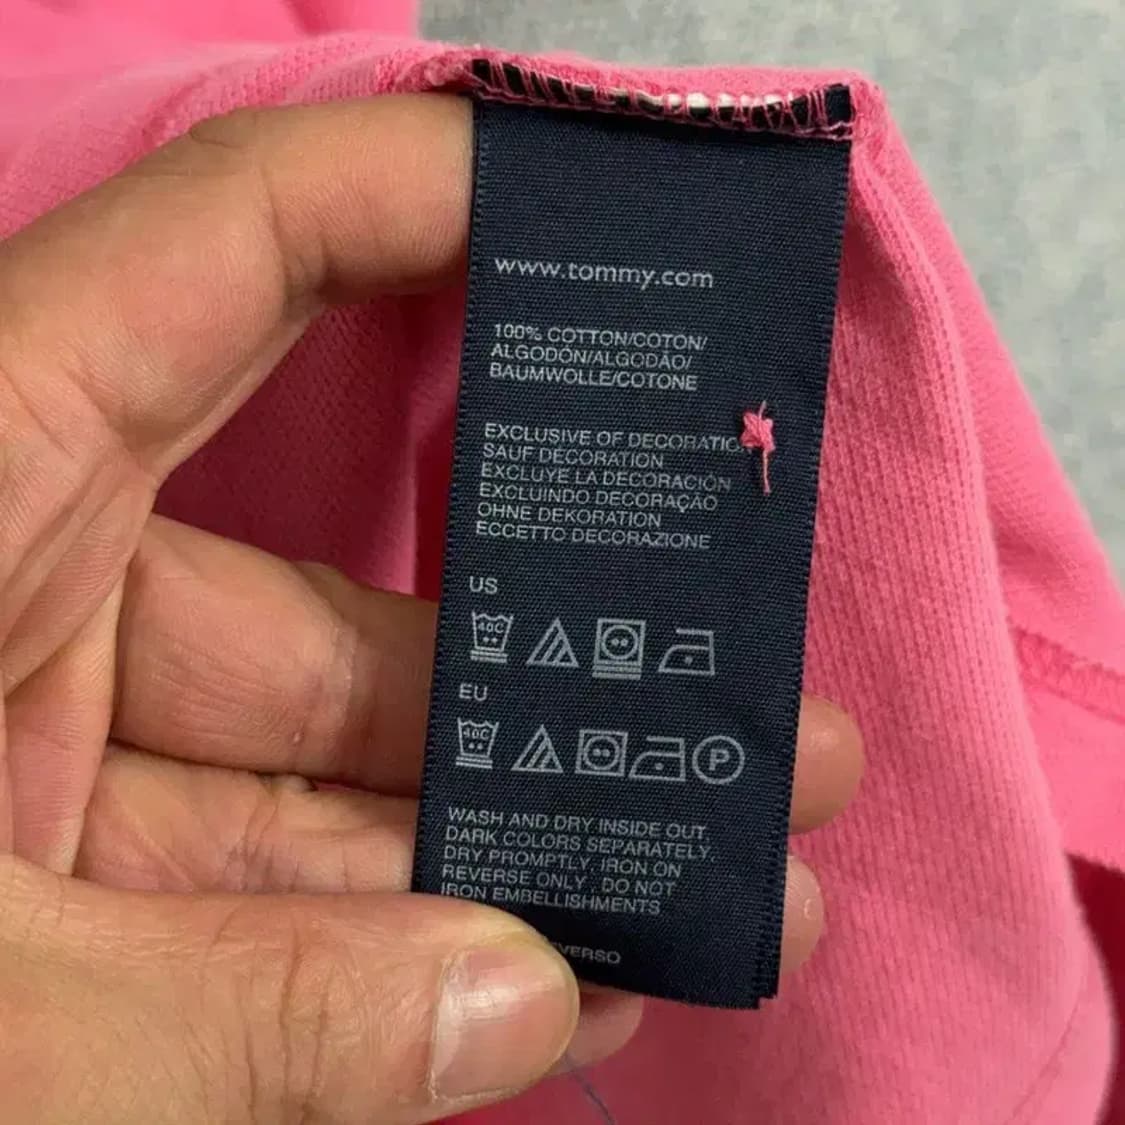 www.tommy.com
100% COTTON/COTON/
ALGODÓN/ALGODÃO/
BAUMWOLLE/COTONE
EXCLUSIVE OF
SAUF DECORATION
EXCLUYE LA DECORACIÓN
EXCLUINDO DECORAÇÃO
OHNE DEKORATION
ECCETTO DECORAZIONE
US
40C
EU
40C
P
WASH AND DRY INSIDE OUT,
DARK COLORS SEPARATELY,
DRY PROMPTLY, IRON ON
REVERSE ONLY , DO NOT
IRON EMBELLISHMENTS